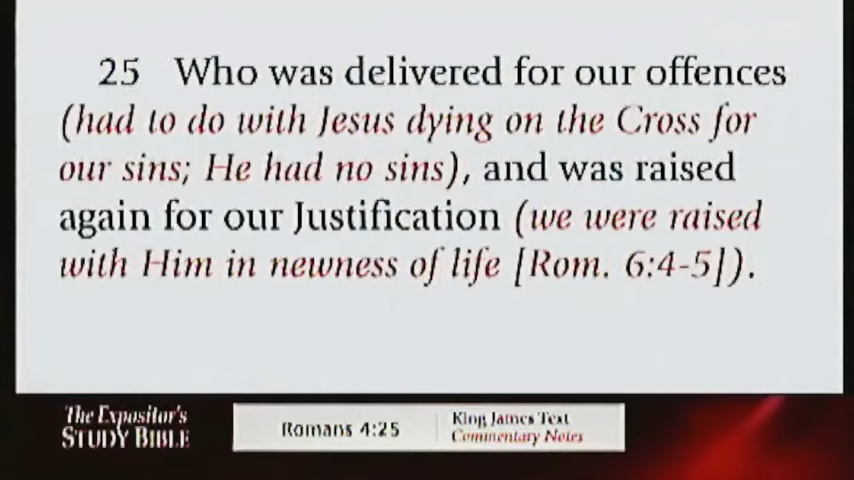 25 Who was delivered for our offences
(had to do with Jesus dying on the Cross for
our sins; He had no sins), and was raised
again for our Justification (we were raised
with Him in newness of life [Rom. 6:4-5]).
The Expositor's
STUDY BIBLE
Romans 4:25
King James Text
Commentary Notes